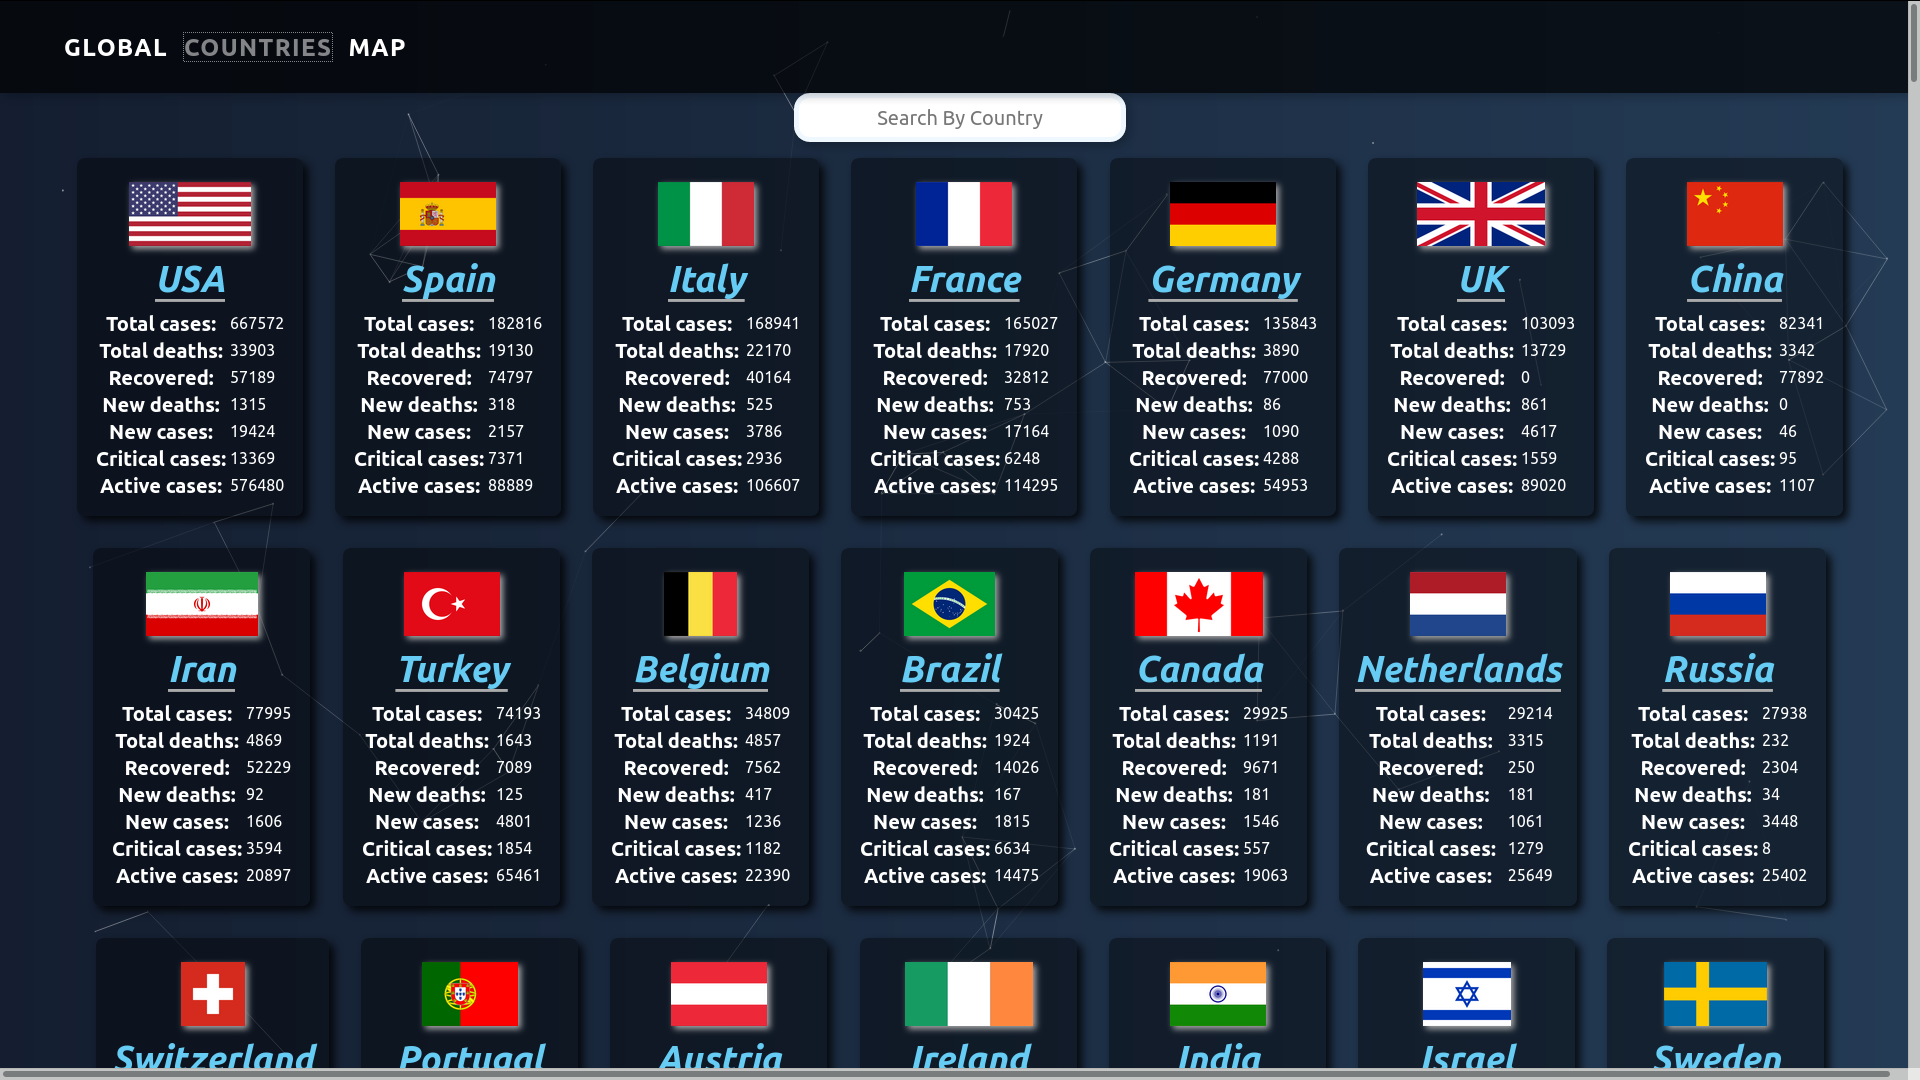 GLOBAL COUNTRIES MAP
Search By Country
USA
Total cases: 667572
Total deaths: 33903
Recovered: 57189
New deaths: 1315
New cases: 19424
Critical cases: 13369
Active cases: 576480
Spain
Total cases: 182816
Total deaths: 19130
Recovered: 74797
New deaths: 318
New cases: 2157
Critical cases: 7371
Active cases: 88889
Italy
Total cases: 168941
Total deaths: 22170
Recovered: 40164
New deaths: 525
New cases: 3786
Critical cases: 2936
Active cases: 106607
France
Total cases: 165027
Total deaths: 17920
Recovered: 32812
New deaths: 753
New cases: 17164
Critical cases: 6248
Active cases: 114295
Germany
Total cases: 135843
Total deaths: 3890
Recovered: 77000
New deaths: 86
New cases: 1090
Critical cases: 4288
Active cases: 54953
UK
Total cases: 103093
Total deaths: 13729
Recovered: 0
New deaths: 861
New cases: 4617
Critical cases: 1559
Active cases: 89020
China
Total cases: 82341
Total deaths: 3342
Recovered: 77892
New deaths: 0
New cases: 46
Critical cases: 95
Active cases: 1107
Iran
Total cases: 77995
Total deaths: 4869
Recovered: 52229
New deaths: 92
New cases: 1606
Critical cases: 3594
Active cases: 20897
Turkey
Total cases: 74193
Total deaths: 1643
Recovered: 7089
New deaths: 125
New cases: 4801
Critical cases: 1854
Active cases: 65461
Belgium
Total cases: 34809
Total deaths: 4857
Recovered: 7562
New deaths: 417
New cases: 1236
Critical cases: 1182
Active cases: 22390
Brazil
Total cases: 30425
Total deaths: 1924
Recovered: 14026
New deaths: 167
New cases: 1815
Critical cases: 6634
Active cases: 14475
Canada
Total cases: 29925
Total deaths: 1191
Recovered: 9671
New deaths: 181
New cases: 1546
Critical cases: 557
Active cases: 19063
Netherlands
Total cases: 29214
Total deaths: 3315
Recovered: 250
New deaths: 181
New cases: 1061
Critical cases: 1279
Active cases: 25649
Russia
Total cases: 27938
Total deaths: 232
Recovered: 2304
New deaths: 34
New cases: 3448
Critical cases: 8
Active cases: 25402
Switzerland
Portugal
Austria
Ireland
India
Israel
Sweden